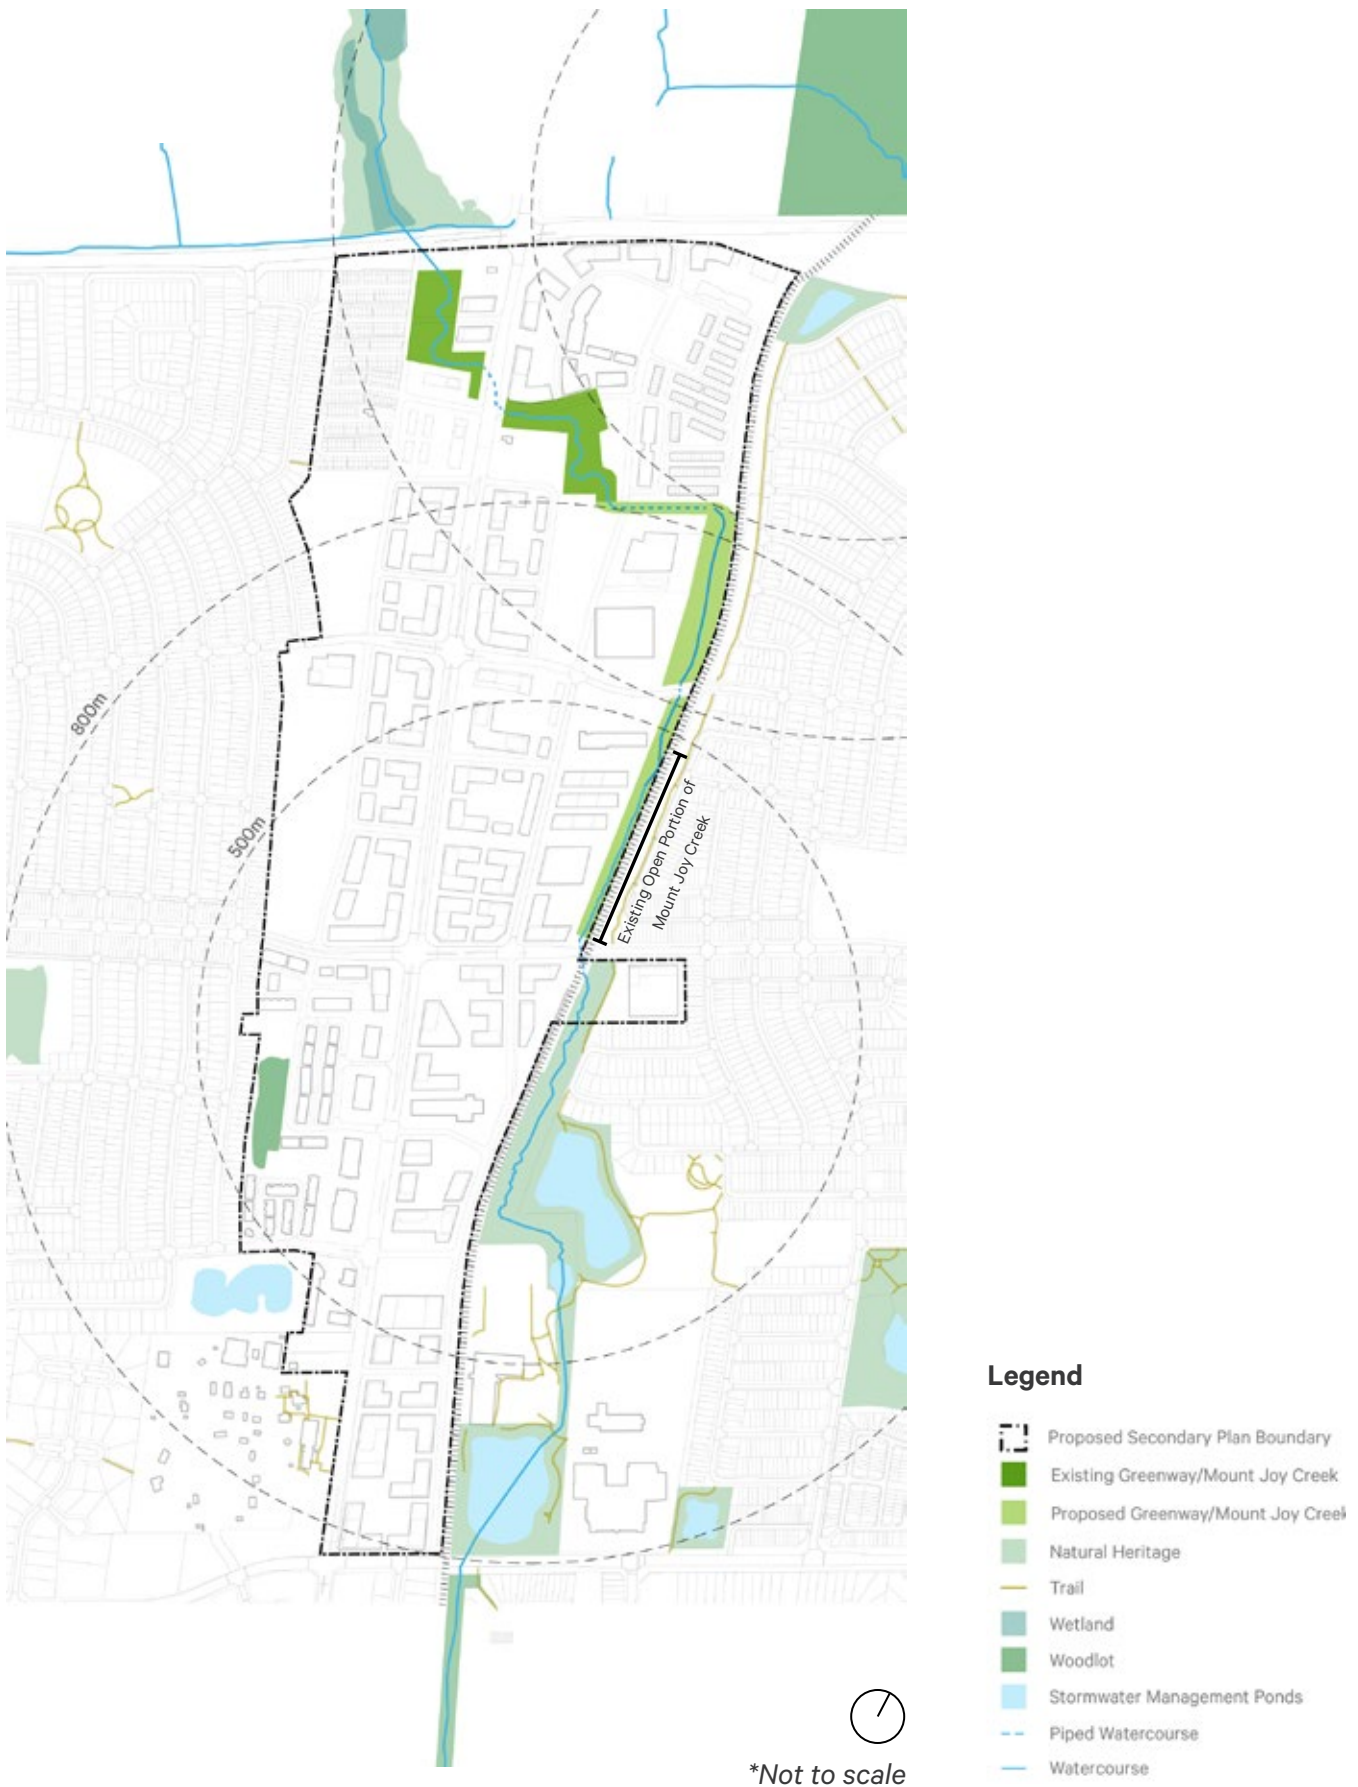 800m
500m
Existing Open Portion of
Mount Joy Creek
Legend
Proposed Secondary Plan Boundary
Existing Greenway/Mount Joy Creek
Proposed Greenway/Mount Joy Creek
Natural Heritage
Trail
Wetland
Woodlot
Stormwater Management Ponds
Piped Watercourse
Watercourse
*Not to scale